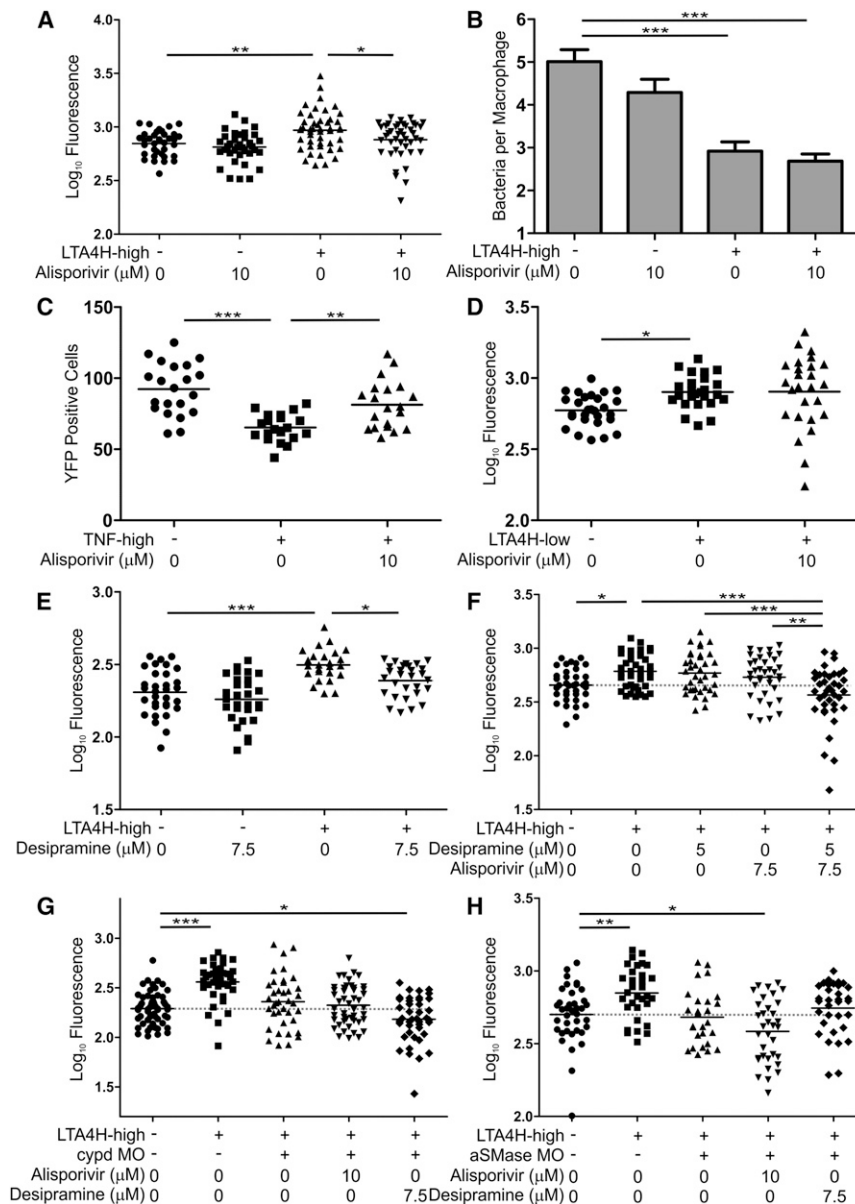 A
Log₁₀ Fluorescence
4.0
3.5
3.0
2.5
2.0
** *
LTA4H-high - - + +
Alisporivir (μM) 0 10 0 10
B
Bacteria per Macrophage
6
5
4
3
2
1
***
***
LTA4H-high - - + +
Alisporivir (μM) 0 10 0 10
C
YFP Positive Cells
150
100
50
0
*** **
TNF-high - + +
Alisporivir (μM) 0 0 10
D
Log₁₀ Fluorescence
3.5
3.0
2.5
2.0
*
LTA4H-low - + +
Alisporivir (μM) 0 0 10
E
Log₁₀ Fluorescence
3.0
2.5
2.0
1.5
*** *
LTA4H-high - - + +
Desipramine (μM) 0 7.5 0 7.5
F
Log₁₀ Fluorescence
3.5
3.0
2.5
2.0
1.5
* ***
***
**
LTA4H-high - + + + +
Desipramine (μM) 0 0 5 0 5
Alisporivir (μM) 0 0 0 7.5 7.5
G
Log₁₀ Fluorescence
3.0
2.5
2.0
1.5
*
***
LTA4H-high - + + + +
cypd MO - - + + +
Alisporivir (μM) 0 0 0 10 0
Desipramine (μM) 0 0 0 0 7.5
H
Log₁₀ Fluorescence
3.5
3.0
2.5
2.0
*
**
LTA4H-high - + + + +
aSMase MO - - + + +
Alisporivir (μM) 0 0 0 10 0
Desipramine (μM) 0 0 0 0 7.5